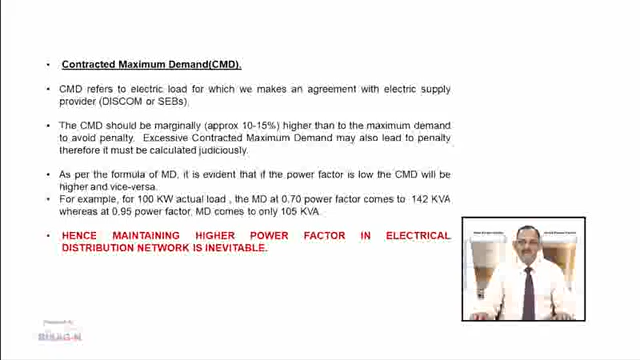 Contracted Maximum Demand(CMD).
CMD refers to electric load for which we makes an agreement with electric supply
provider (DISCOM or SEBs).
The CMD should be marginally (approx 10-15%) higher than to the maximum demand
to avoid penalty. Excessive Contracted Maximum Demand may also lead to penalty
therefore it must be calculated judiciously.
As per the formula of MD, it is evident that if the power factor is low the CMD will be
higher and vice-versa.
For example, for 100 KW actual load , the MD at 0.70 power factor comes to 142 KVA
whereas at 0.95 power factor, MD comes to only 105 KVA.
HENCE MAINTAINING HIGHER POWER FACTOR IN ELECTRICAL
DISTRIBUTION NETWORK IS INEVITABLE.
BISAG-N